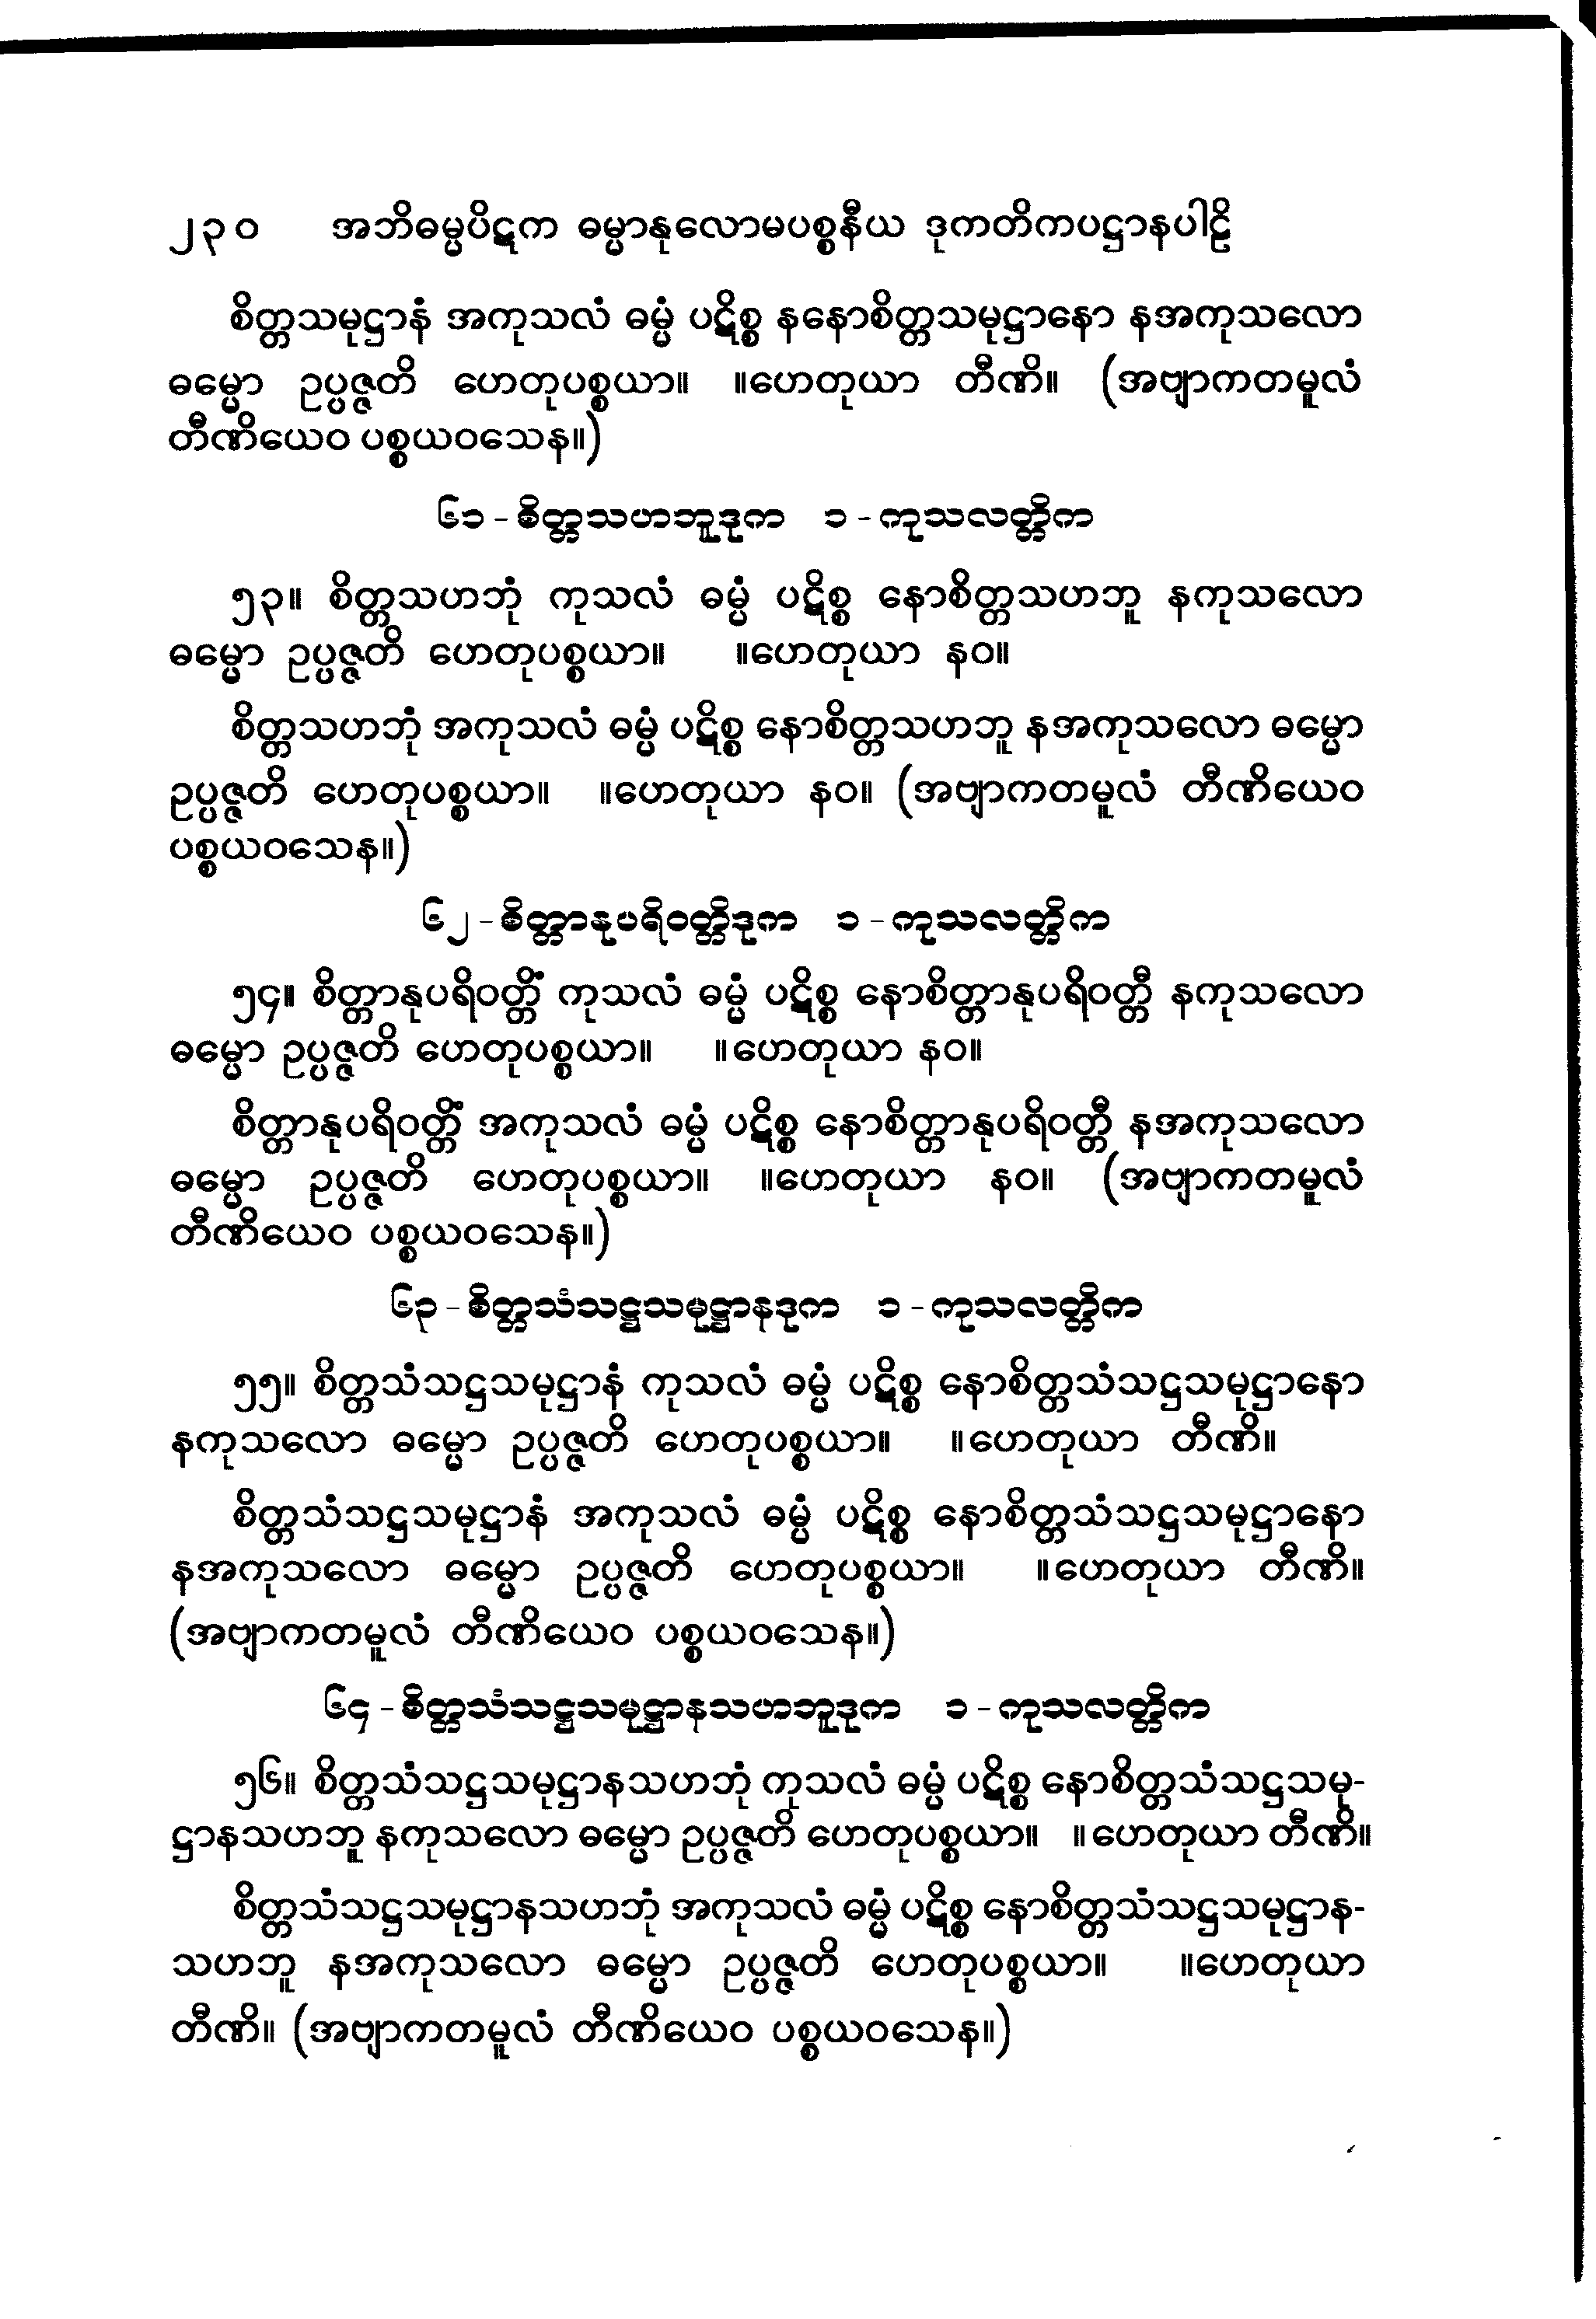 ၂၃၀ အဘိဓမ္မပိဋက ဓမ္မာနုလောမပစ္စနီယ ဒုကတိကပဋ္ဌာနပါဠိ
စိတ္တသမုဋ္ဌာနံ အကုသလံ ဓမ္မံ ပဋိစ္စ နနောစိတ္တသမုဋ္ဌာနော နအကုသလော
ဓမ္မော ဥပ္ပဇ္ဇတိ ဟေတုပစ္စယာ။ ။ဟေတုယာ တီဏိ။ (အဗျာကတမူလံ
တီဏိယေဝ ပစ္စယဝသေန။)
၆၁-စိတ္တသဟဘူဒုက ၁-ကုသလတ္တိက
၅၃။ စိတ္တသဟဘုံ ကုသလံ ဓမ္မံ ပဋိစ္စ နောစိတ္တသဟဘူ နကုသလော
ဓမ္မော ဥပ္ပဇ္ဇတိ ဟေတုပစ္စယာ။ ။ဟေတုယာ နဝ။
စိတ္တသဟဘုံ အကုသလံ ဓမ္မံ ပဋိစ္စ နောစိတ္တသဟဘူ နအကုသလော ဓမ္မော
ဥပ္ပဇ္ဇတိ ဟေတုပစ္စယာ။ ။ဟေတုယာ နဝ။ (အဗျာကတမူလံ တီဏိယေဝ
ပစ္စယဝသေန။)
၆၂-စိတ္တာနုပရိဝတ္တိဒုက ၁-ကုသလတ္တိက
၅၄။ စိတ္တာနုပရိဝတ္တိံ ကုသလံ ဓမ္မံ ပဋိစ္စ နောစိတ္တာနုပရိဝတ္တီ နကုသလော
ဓမ္မော ဥပ္ပဇ္ဇတိ ဟေတုပစ္စယာ။ ။ဟေတုယာ နဝ။
စိတ္တာနုပရိဝတ္တိံ အကုသလံ ဓမ္မံ ပဋိစ္စ နောစိတ္တာနုပရိဝတ္တီ နအကုသလော
ဓမ္မော ဥပ္ပဇ္ဇတိ ဟေတုပစ္စယာ။ ။ဟေတုယာ နဝ။ (အဗျာကတမူလံ
တီဏိယေဝ ပစ္စယဝသေန။)
၆၃-စိတ္တသံသဋ္ဌသမုဋ္ဌာနဒုက ၁-ကုသလတ္တိက
၅၅။ စိတ္တသံသဋ္ဌသမုဋ္ဌာနံ ကုသလံ ဓမ္မံ ပဋိစ္စ နောစိတ္တသံသဋ္ဌသမုဋ္ဌာနော
နကုသလော ဓမ္မော ဥပ္ပဇ္ဇတိ ဟေတုပစ္စယာ။ ။ဟေတုယာ တီဏိ။
စိတ္တသံသဋ္ဌသမုဋ္ဌာနံ အကုသလံ ဓမ္မံ ပဋိစ္စ နောစိတ္တသံသဋ္ဌသမုဋ္ဌာနော
နအကုသလော ဓမ္မော ဥပ္ပဇ္ဇတိ ဟေတုပစ္စယာ။ ။ဟေတုယာ တီဏိ။
(အဗျာကတမူလံ တီဏိယေဝ ပစ္စယဝသေန။)
၆၄-စိတ္တသံသဋ္ဌသမုဋ္ဌာနသဟဘူဒုက ၁-ကုသလတ္တိက
၅၆။ စိတ္တသံသဋ္ဌသမုဋ္ဌာနသဟဘုံ ကုသလံ ဓမ္မံ ပဋိစ္စ နောစိတ္တသံသဋ္ဌသမု-
ဋ္ဌာနသဟဘူ နကုသလော ဓမ္မော ဥပ္ပဇ္ဇတိ ဟေတုပစ္စယာ။ ။ဟေတုယာ တီဏိ။
စိတ္တသံသဋ္ဌသမုဋ္ဌာနသဟဘုံ အကုသလံ ဓမ္မံ ပဋိစ္စ နောစိတ္တသံသဋ္ဌသမုဋ္ဌာန-
သဟဘူ နအကုသလော ဓမ္မော ဥပ္ပဇ္ဇတိ ဟေတုပစ္စယာ။ ။ဟေတုယာ
တီဏိ။ (အဗျာကတမူလံ တီဏိယေဝ ပစ္စယဝသေန။)